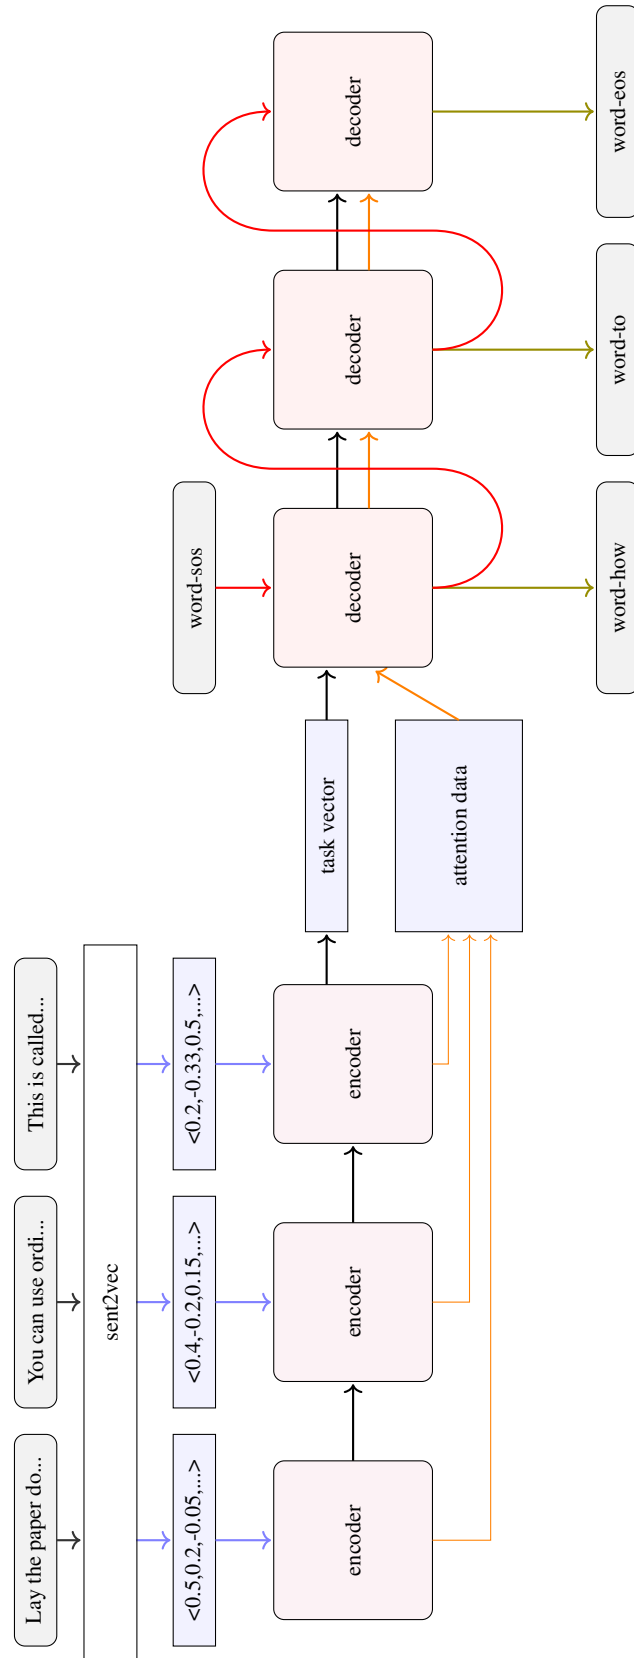 Lay the paper do...
You can use ordi...
This is called...
sent2vec
<0.5,0.2,-0.05,...>
<0.4,-0.2,0.15,...>
<0.2,-0.33,0.5,...>
word-sos
encoder
encoder
encoder
task vector
attention data
decoder
decoder
decoder
word-how
word-to
word-eos